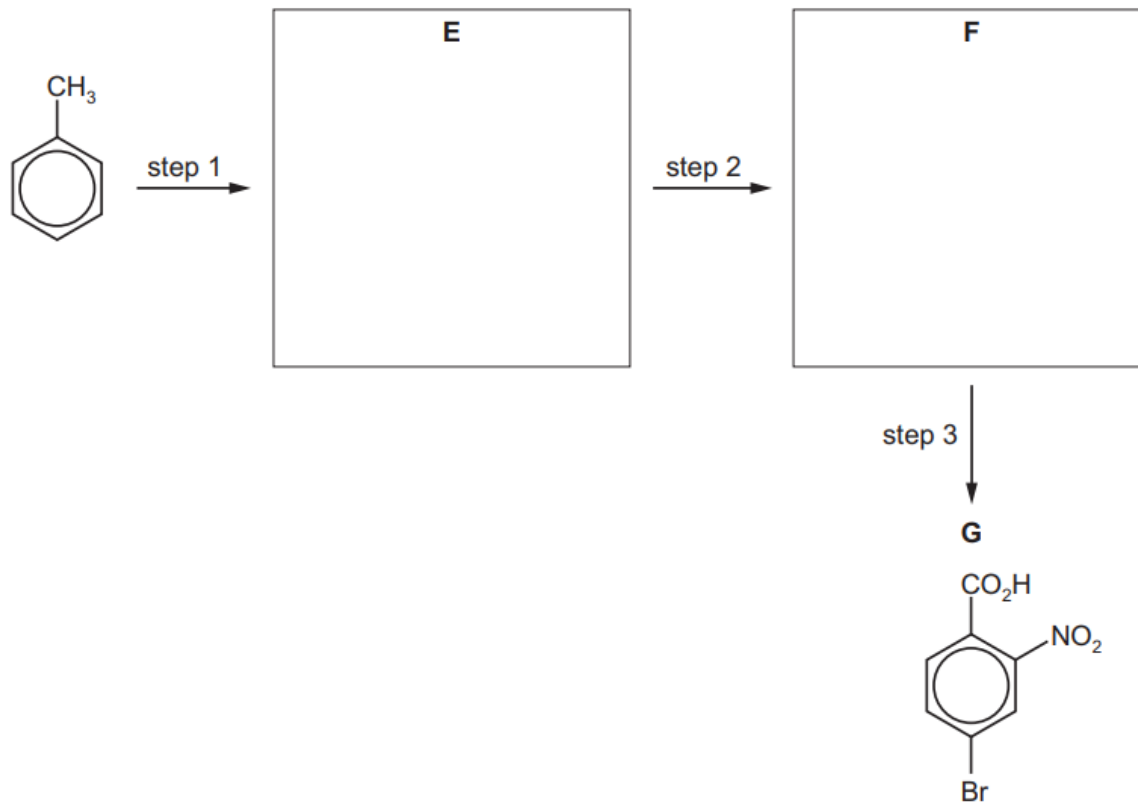 E
F
CH₃
step 1
step 2
step 3
G
CO₂H
NO₂
Br